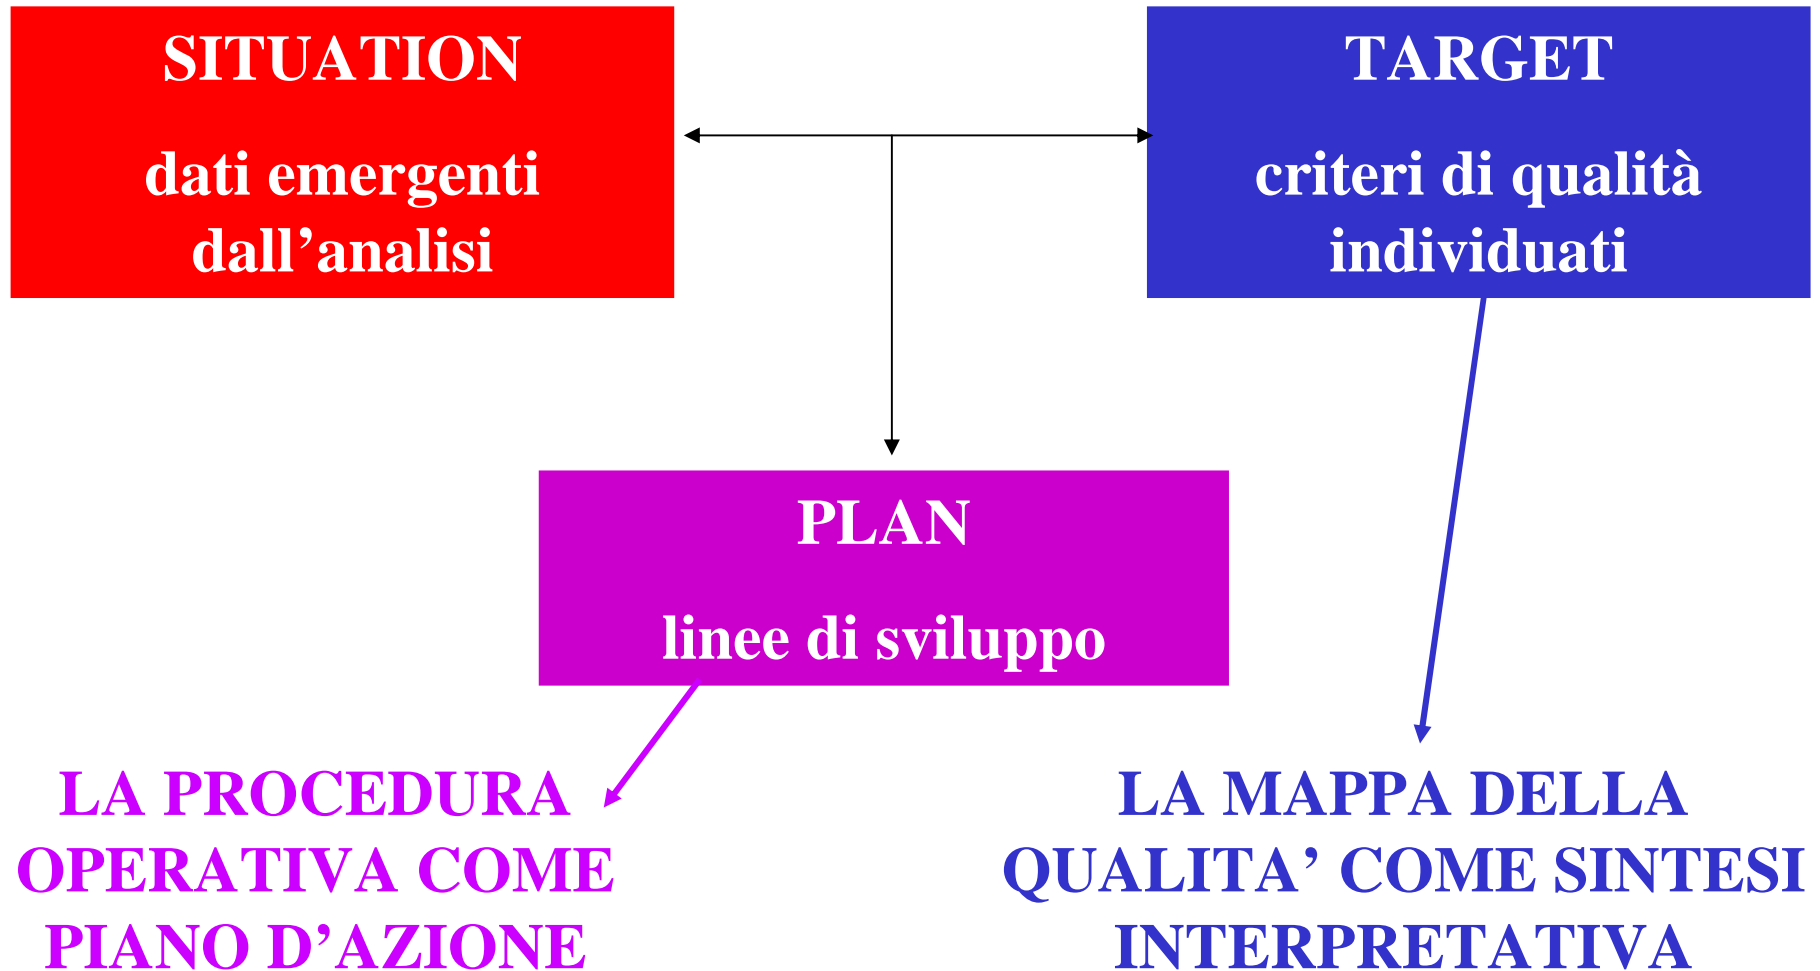 SITUATION
dati emergenti
dall’analisi
TARGET
criteri di qualità
individuati
PLAN
linee di sviluppo
LA PROCEDURA
OPERATIVA COME
PIANO D’AZIONE
LA MAPPA DELLA
QUALITA’ COME SINTESI
INTERPRETATIVA